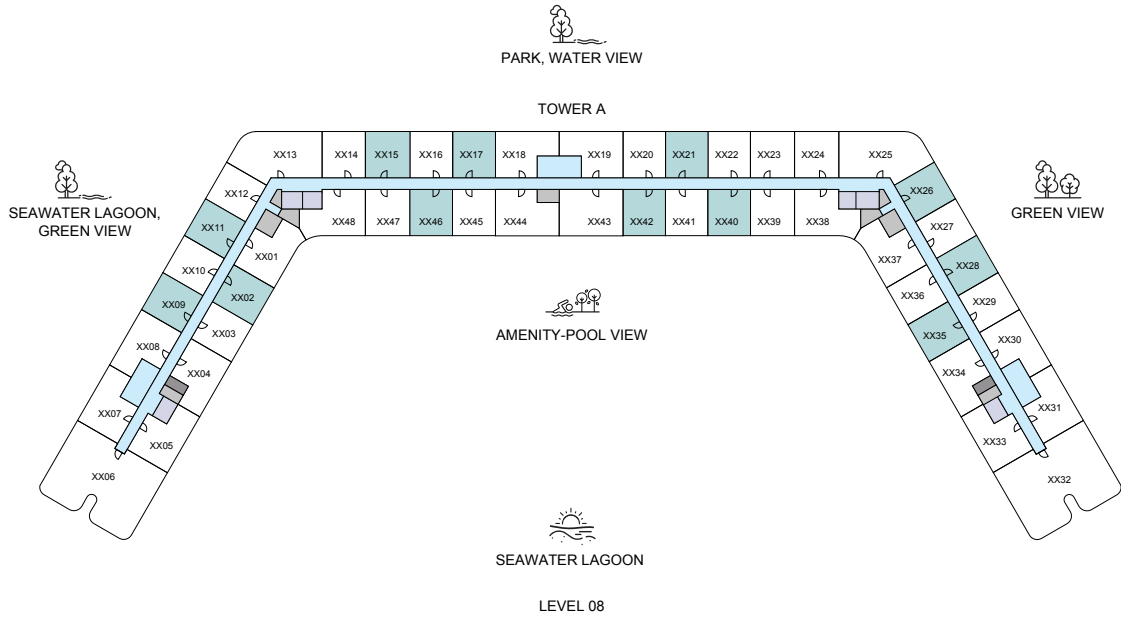 PARK, WATER VIEW
TOWER A
XX13 XX14 XX15 XX16 XX17 XX18 XX19 XX20 XX21 XX22 XX23 XX24 XX25
XX12
XX26
SEAWATER LAGOON,
GREEN VIEW
GREEN VIEW
XX48 XX47 XX46 XX45 XX44 XX43 XX42 XX41 XX40 XX39 XX38
XX11
XX27
XX01
XX37
XX10
XX28
XX02
XX36
XX09
XX29
XX03
XX35
AMENITY-POOL VIEW
XX08
XX30
XX04
XX34
XX07
XX31
XX05
XX33
XX06
XX32
SEAWATER LAGOON
LEVEL 08